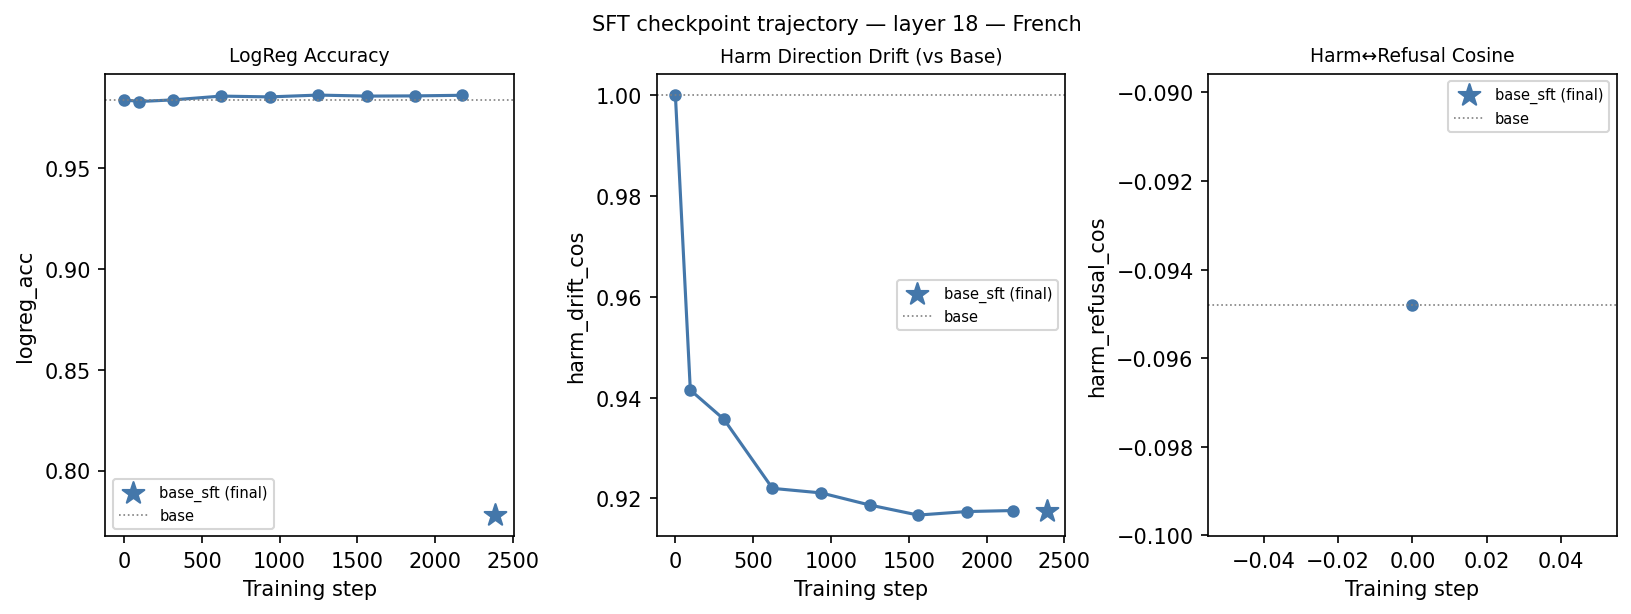 SFT checkpoint trajectory — layer 18 — French
LogReg Accuracy
logreg_acc
0.95
0.90
0.85
0.80
base_sft (final)
base
0
500
1000
1500
2000
2500
Training step
Harm Direction Drift (vs Base)
harm_drift_cos
1.00
0.98
0.96
0.94
0.92
base_sft (final)
base
0
500
1000
1500
2000
2500
Training step
Harm↔Refusal Cosine
harm_refusal_cos
−0.090
−0.092
−0.094
−0.096
−0.098
−0.100
base_sft (final)
base
−0.04
−0.02
0.00
0.02
0.04
Training step